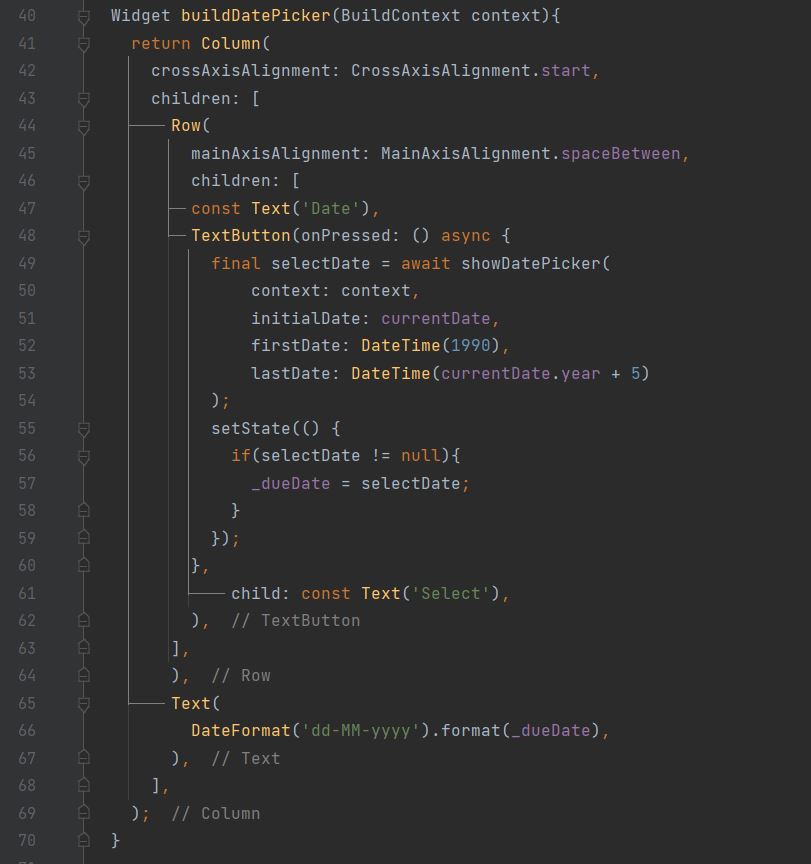 40 Widget buildDatePicker(BuildContext context){
41 return Column(
42 crossAxisAlignment: CrossAxisAlignment.start,
43 children: [
44 Row(
45 mainAxisAlignment: MainAxisAlignment.spaceBetween,
46 children: [
47 const Text('Date'),
48 TextButton(onPressed: () async {
49 final selectDate = await showDatePicker(
50 context: context,
51 initialDate: currentDate,
52 firstDate: DateTime(1990),
53 lastDate: DateTime(currentDate.year + 5)
54 );
55 setState(() {
56 if(selectDate != null){
57 _dueDate = selectDate;
58 }
59 });
60 },
61 child: const Text('Select'),
62 ), // TextButton
63 ],
64 ), // Row
65 Text(
66 DateFormat('dd-MM-yyyy').format(_dueDate),
67 ), // Text
68 ],
69 ); // Column
70 }